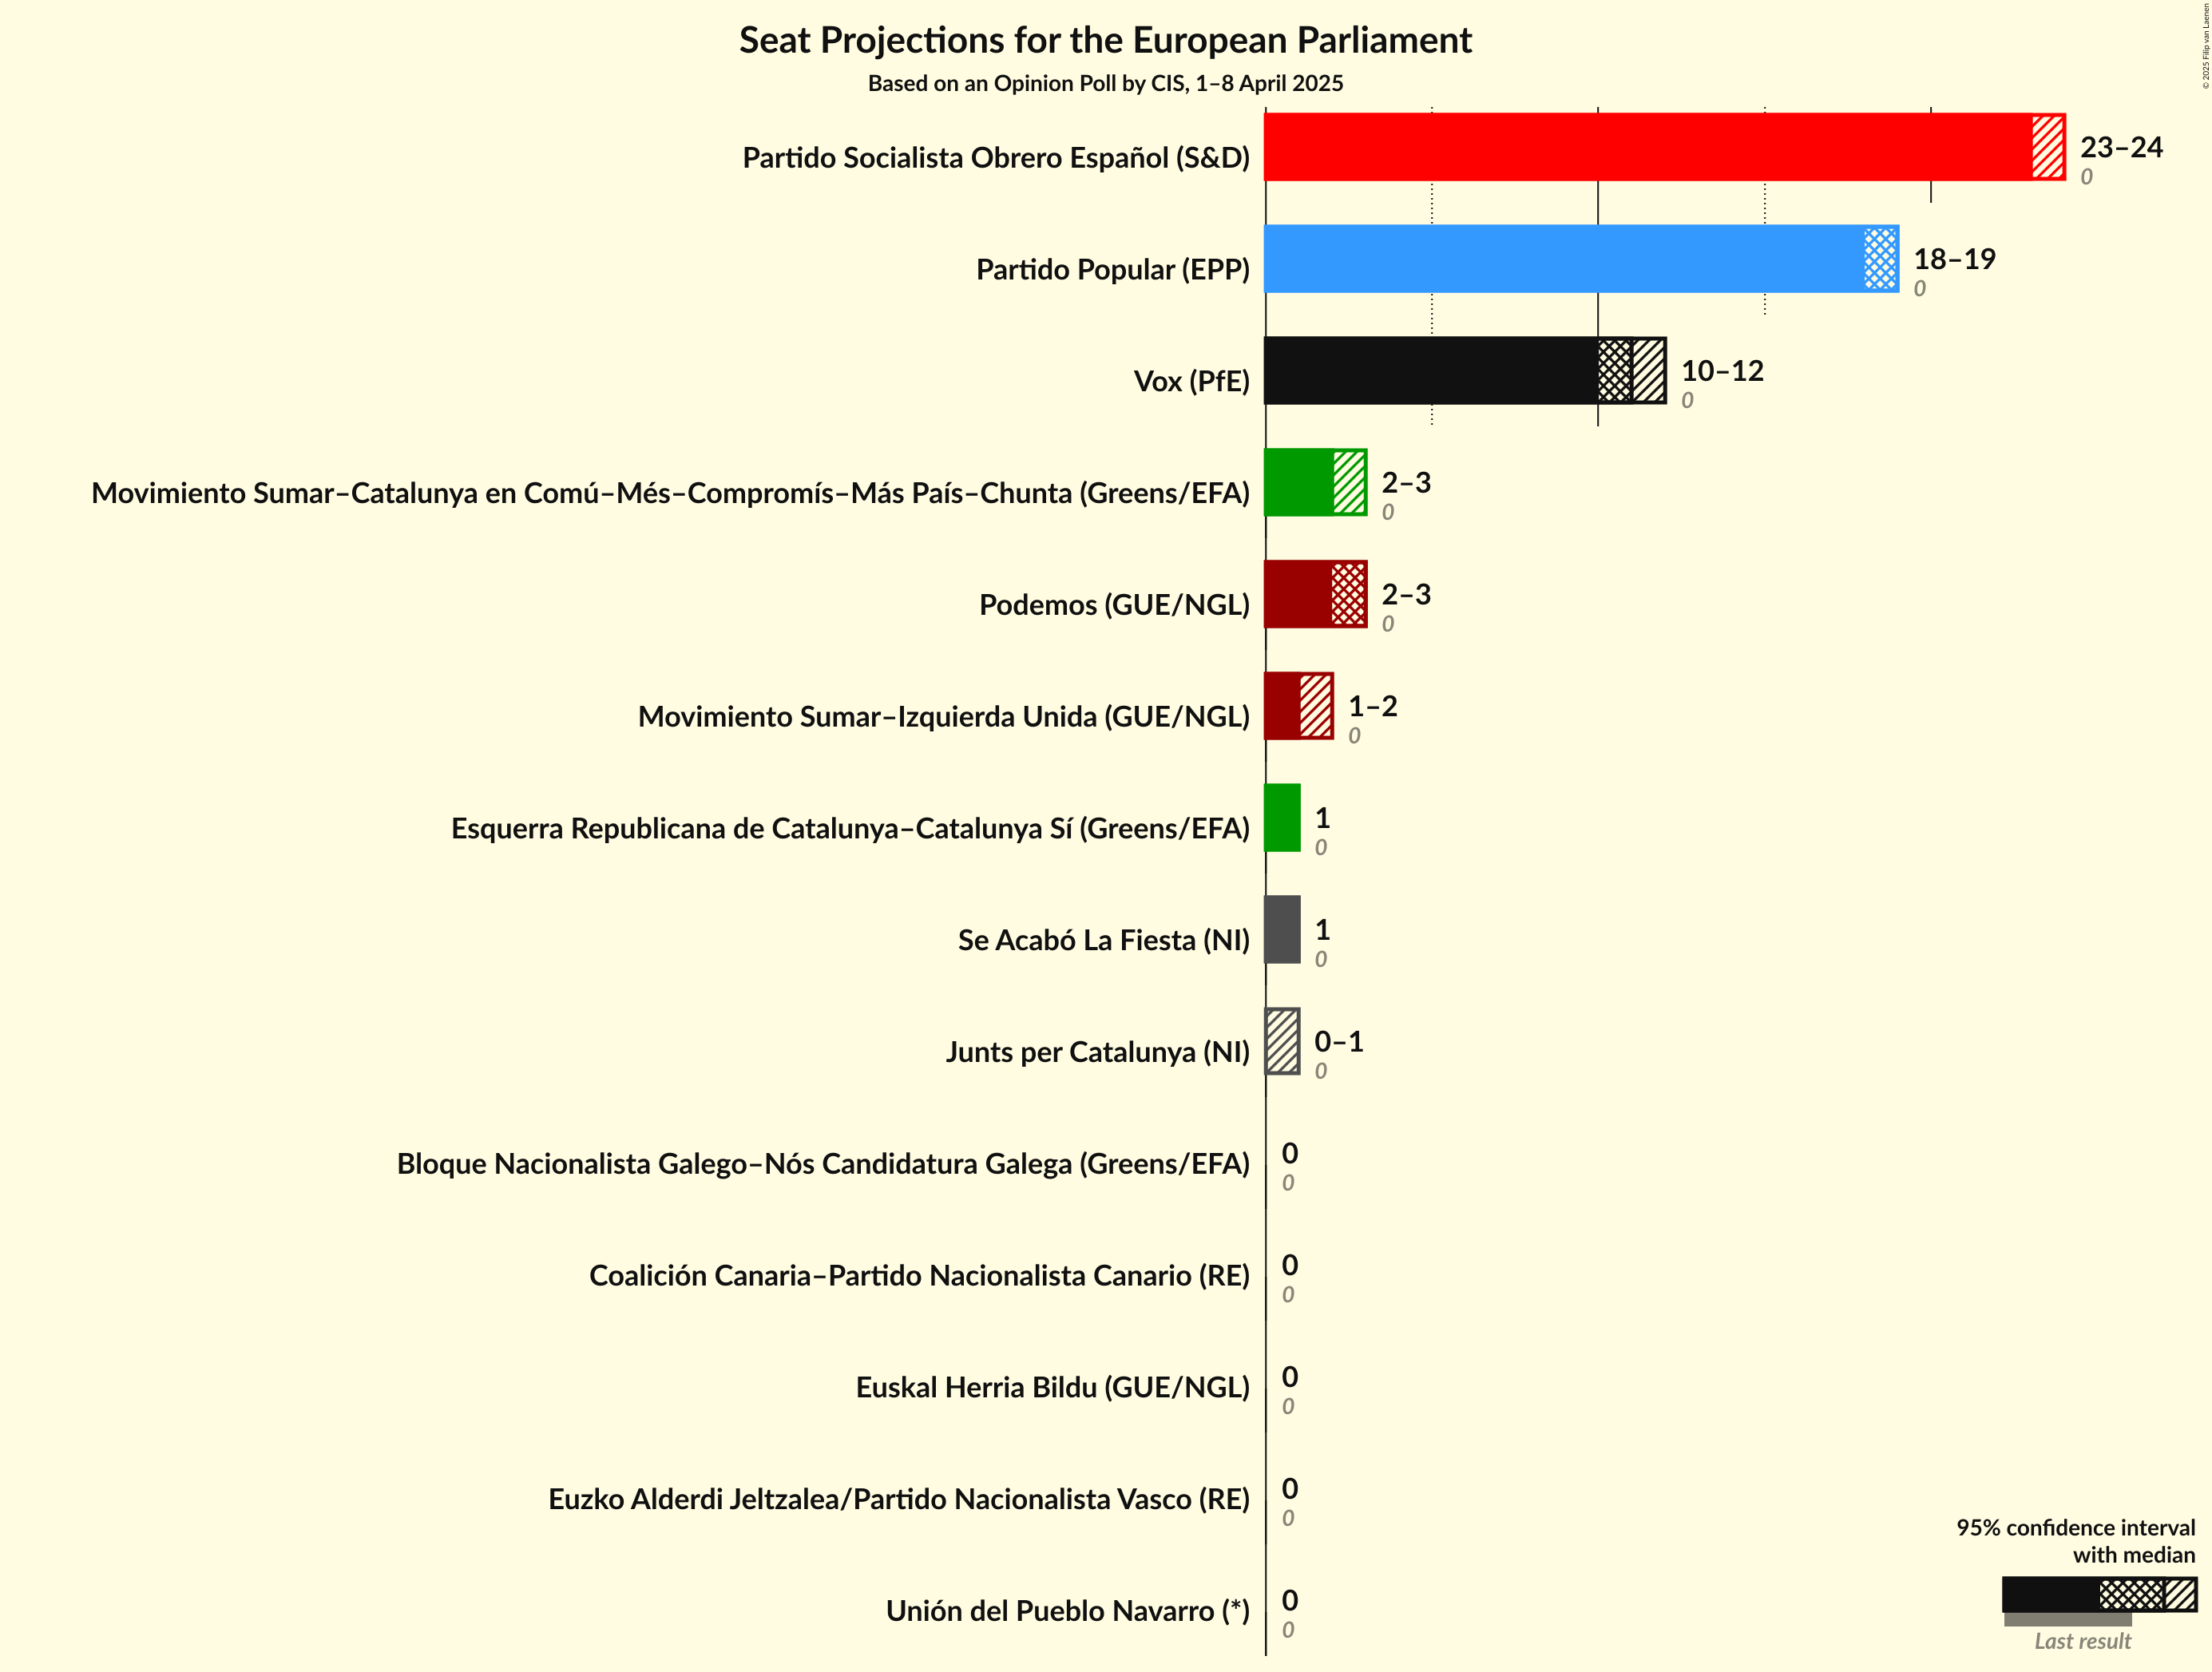 Seat Projections for the European Parliament
Based on an Opinion Poll by CIS, 1–8 April 2025
© 2025 Filip van Laenen
Partido Socialista Obrero Español (S&D)
23–24
0
Partido Popular (EPP)
18–19
0
Vox (PfE)
10–12
0
Movimiento Sumar–Catalunya en Comú–Més–Compromís–Más País–Chunta (Greens/EFA)
2–3
0
Podemos (GUE/NGL)
2–3
0
Movimiento Sumar–Izquierda Unida (GUE/NGL)
1–2
0
Esquerra Republicana de Catalunya–Catalunya Sí (Greens/EFA)
1
0
Se Acabó La Fiesta (NI)
1
0
Junts per Catalunya (NI)
0–1
0
Bloque Nacionalista Galego–Nós Candidatura Galega (Greens/EFA)
0
0
Coalición Canaria–Partido Nacionalista Canario (RE)
0
0
Euskal Herria Bildu (GUE/NGL)
0
0
Euzko Alderdi Jeltzalea/Partido Nacionalista Vasco (RE)
0
0
Unión del Pueblo Navarro (*)
0
0
95% confidence interval
with median
Last result